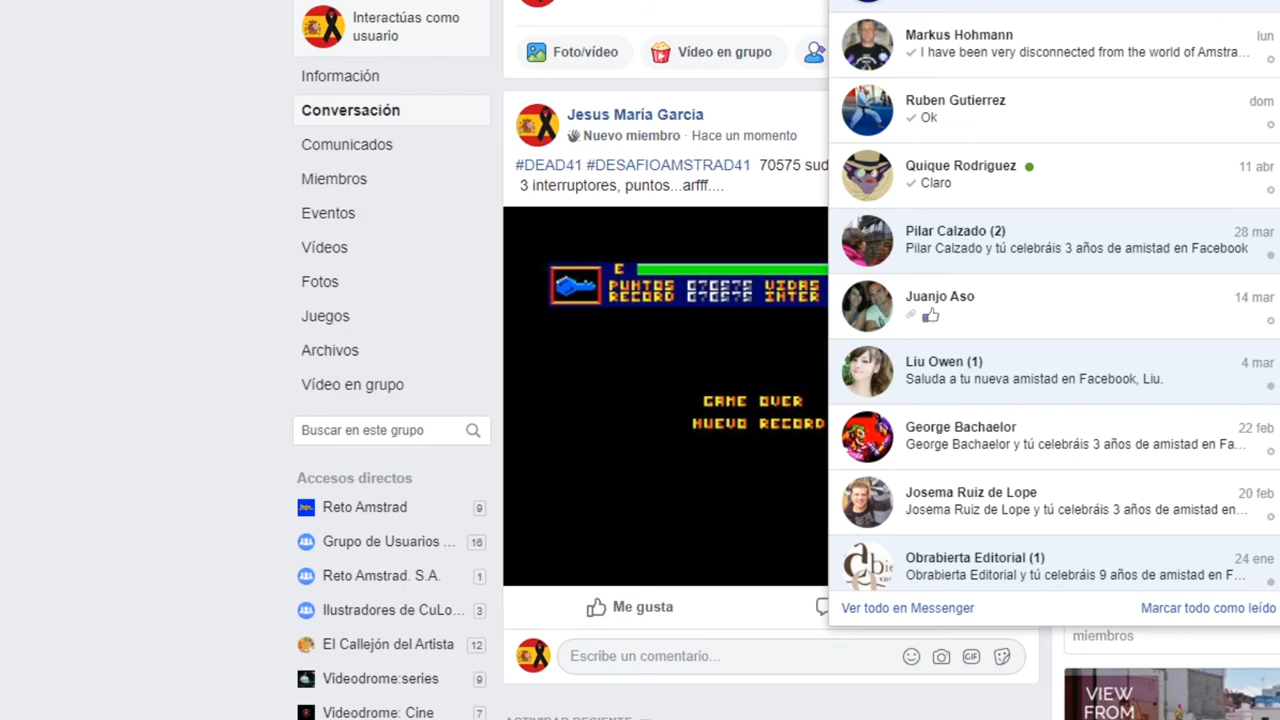 Interactúas como
usuario
Información
Conversación
Comunicados
Miembros
Eventos
Vídeos
Fotos
Juegos
Archivos
Vídeo en grupo
Buscar en este grupo
Accesos directos
Reto Amstrad 9
Grupo de Usuarios ... 16
Reto Amstrad. S.A. 1
Ilustradores de CuLo... 3
El Callejón del Artista 12
Videodrome:series 9
Videodrome: Cine 7
Foto/vídeo Vídeo en grupo
Jesus María Garcia
Nuevo miembro · Hace un momento
#DEAD41 #DESAFIOAMSTRAD41 70575 sud
3 interruptores, puntos...arfff....
E
PUNTOS 070575 VIDAS
RECORD 070575 INTER
GAME OVER
NUEVO RECORD
Me gusta
Escribe un comentario...
GIF
ACTIVIDAD RECIENTE
Markus Hohmann lun
I have been very disconnected from the world of Amstra...
Ruben Gutierrez dom
Ok
Quique Rodriguez 11 abr
Claro
Pilar Calzado (2) 28 mar
Pilar Calzado y tú celebráis 3 años de amistad en Facebook
Juanjo Aso 14 mar
Liu Owen (1) 4 mar
Saluda a tu nueva amistad en Facebook, Liu.
George Bachaelor 22 feb
George Bachaelor y tú celebráis 3 años de amistad en Fa...
Josema Ruiz de Lope 20 feb
Josema Ruiz de Lope y tú celebráis 3 años de amistad en...
Obrabierta Editorial (1) 24 ene
Obrabierta Editorial y tú celebráis 9 años de amistad en F...
Ver todo en Messenger Marcar todo como leído
miembros
VIEW
FROM